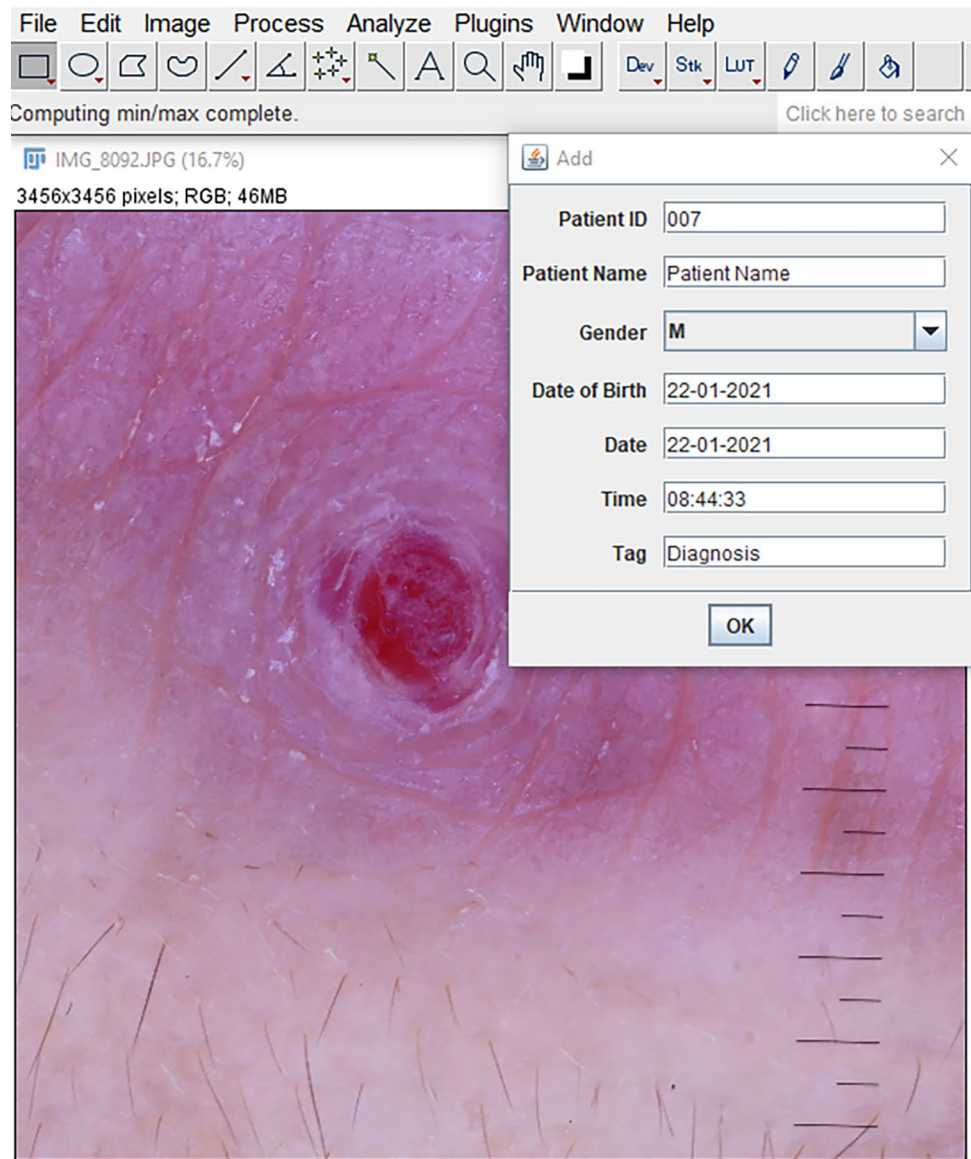 File Edit Image Process Analyze Plugins Window Help
A Dev Stk LUT
Computing min/max complete.
Click here to search
IMG_8092.JPG (16.7%)
3456x3456 pixels; RGB; 46MB
Add
Patient ID 007
Patient Name Patient Name
Gender M
Date of Birth 22-01-2021
Date 22-01-2021
Time 08:44:33
Tag Diagnosis
OK